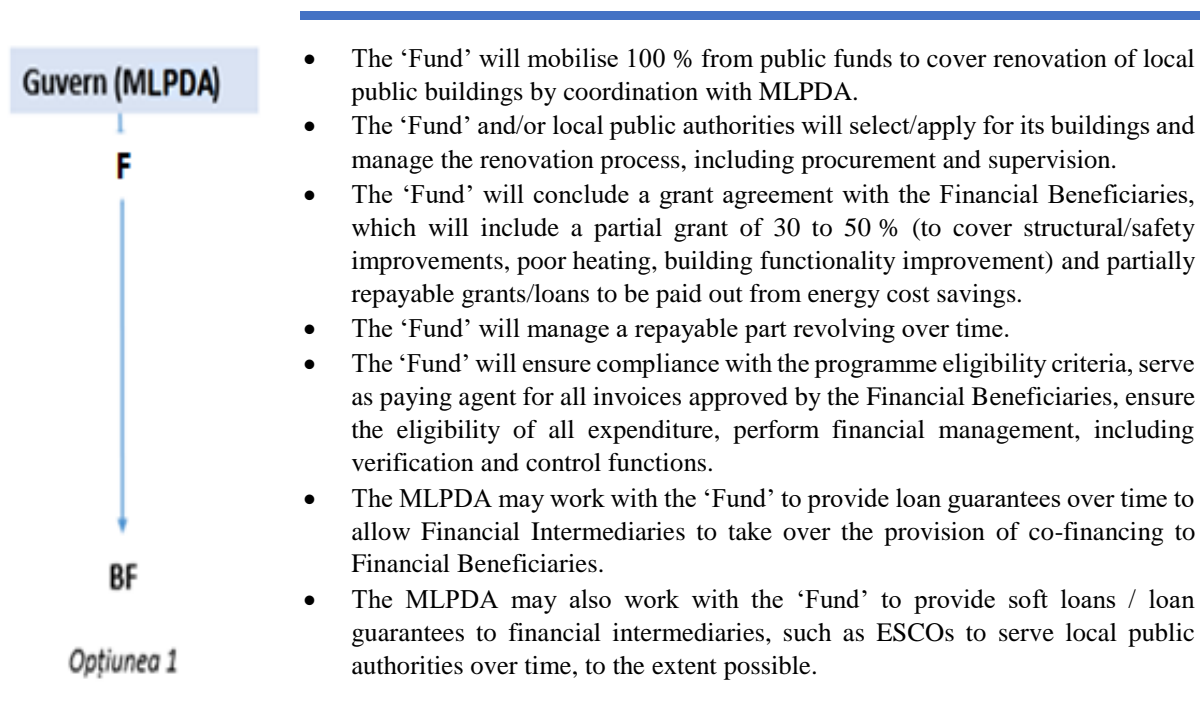 Guvern (MLPDA)
F
BF
Opțiunea 1
• The ‘Fund’ will mobilise 100 % from public funds to cover renovation of local
public buildings by coordination with MLPDA.
• The ‘Fund’ and/or local public authorities will select/apply for its buildings and
manage the renovation process, including procurement and supervision.
• The ‘Fund’ will conclude a grant agreement with the Financial Beneficiaries,
which will include a partial grant of 30 to 50 % (to cover structural/safety
improvements, poor heating, building functionality improvement) and partially
repayable grants/loans to be paid out from energy cost savings.
• The ‘Fund’ will manage a repayable part revolving over time.
• The ‘Fund’ will ensure compliance with the programme eligibility criteria, serve
as paying agent for all invoices approved by the Financial Beneficiaries, ensure
the eligibility of all expenditure, perform financial management, including
verification and control functions.
• The MLPDA may work with the ‘Fund’ to provide loan guarantees over time to
allow Financial Intermediaries to take over the provision of co-financing to
Financial Beneficiaries.
• The MLPDA may also work with the ‘Fund’ to provide soft loans / loan
guarantees to financial intermediaries, such as ESCOs to serve local public
authorities over time, to the extent possible.